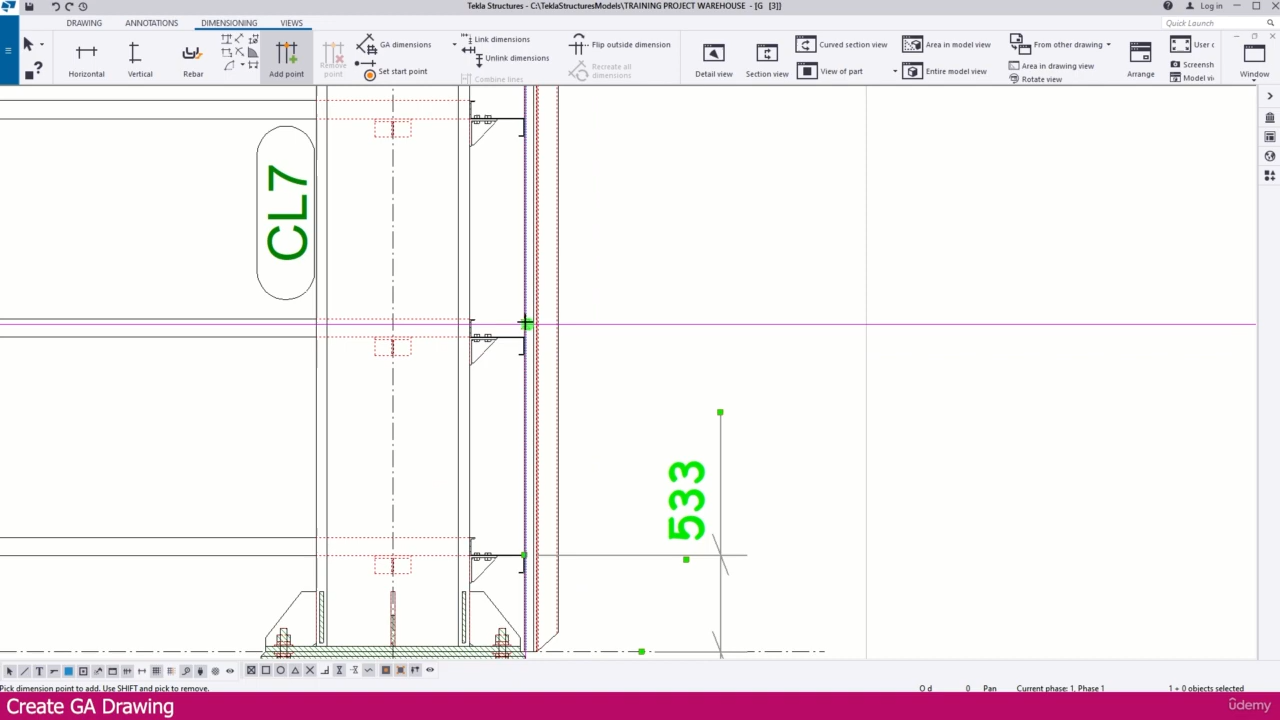 Tekla Structures - C:\TeklaStructuresModels\TRAINING PROJECT WAREHOUSE - [G [3]]
Log in
DRAWING ANNOTATIONS DIMENSIONING VIEWS
Quick Launch
Horizontal
Vertical
Rebar
Add point
Remove point
GA dimensions
Set start point
Link dimensions
Unlink dimensions
Combine lines
Flip outside dimension
Recreate all dimensions
Detail view
Section view
Curved section view
View of part
Area in model view
Entire model view
From other drawing
Area in drawing view
Rotate view
Arrange
User c
Screensh
Model vi
Window
CL7
533
Pick dimension point to add. Use SHIFT and pick to remove.
O d 0 Pan Current phase: 1, Phase 1 1 + 0 objects selected
Create GA Drawing
ûdemy